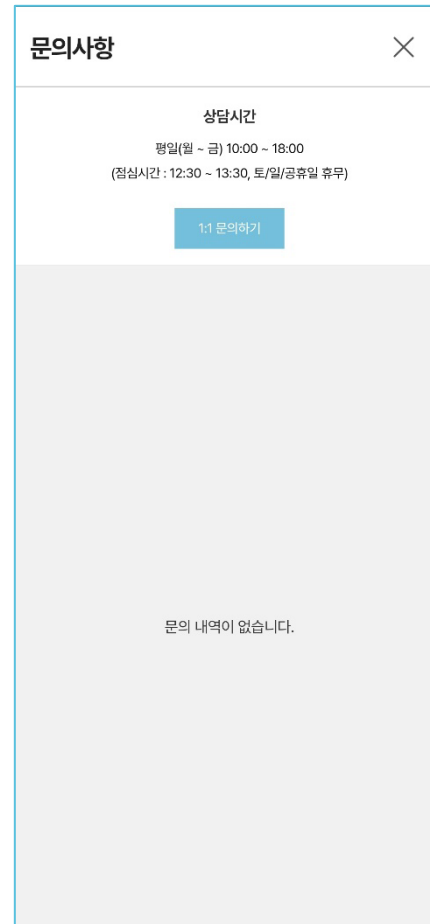 문의사항
상담시간
평일(월 ~ 금) 10:00 ~ 18:00
(점심시간 : 12:30 ~ 13:30, 토/일/공휴일 휴무)
1:1 문의하기
문의 내역이 없습니다.